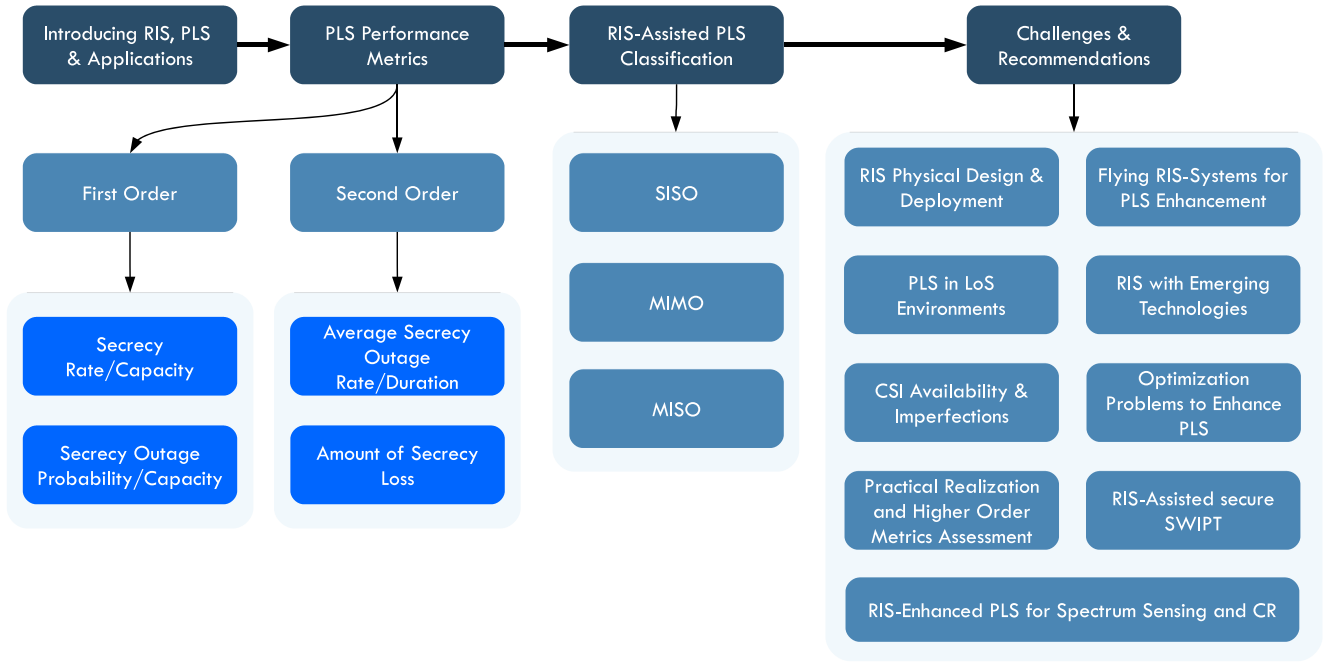 Introducing RIS, PLS
& Applications
PLS Performance
Metrics
RIS-Assisted PLS
Classification
Challenges &
Recommendations
First Order
Second Order
Secrecy
Rate/Capacity
Secrecy Outage
Probability/Capacity
Average Secrecy
Outage
Rate/Duration
Amount of Secrecy
Loss
SISO
MIMO
MISO
RIS Physical Design &
Deployment
Flying RIS-Systems for
PLS Enhancement
PLS in LoS
Environments
RIS with Emerging
Technologies
CSI Availability &
Imperfections
Optimization
Problems to Enhance
PLS
Practical Realization
and Higher Order
Metrics Assessment
RIS-Assisted secure
SWIPT
RIS-Enhanced PLS for Spectrum Sensing and CR